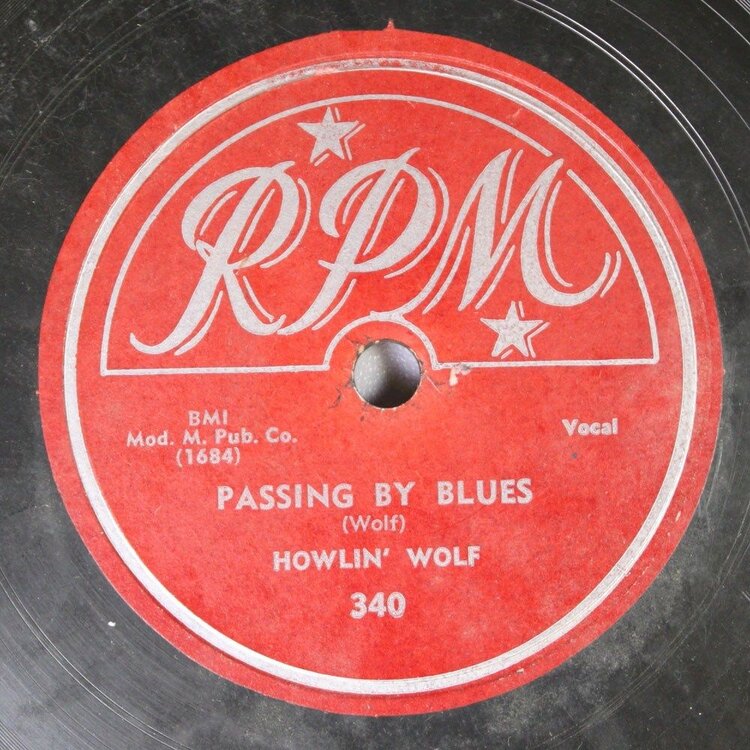 RPM
BMI
Mod. M. Pub. Co.
(1684)
Vocal
PASSING BY BLUES
(Wolf)
HOWLIN' WOLF
340